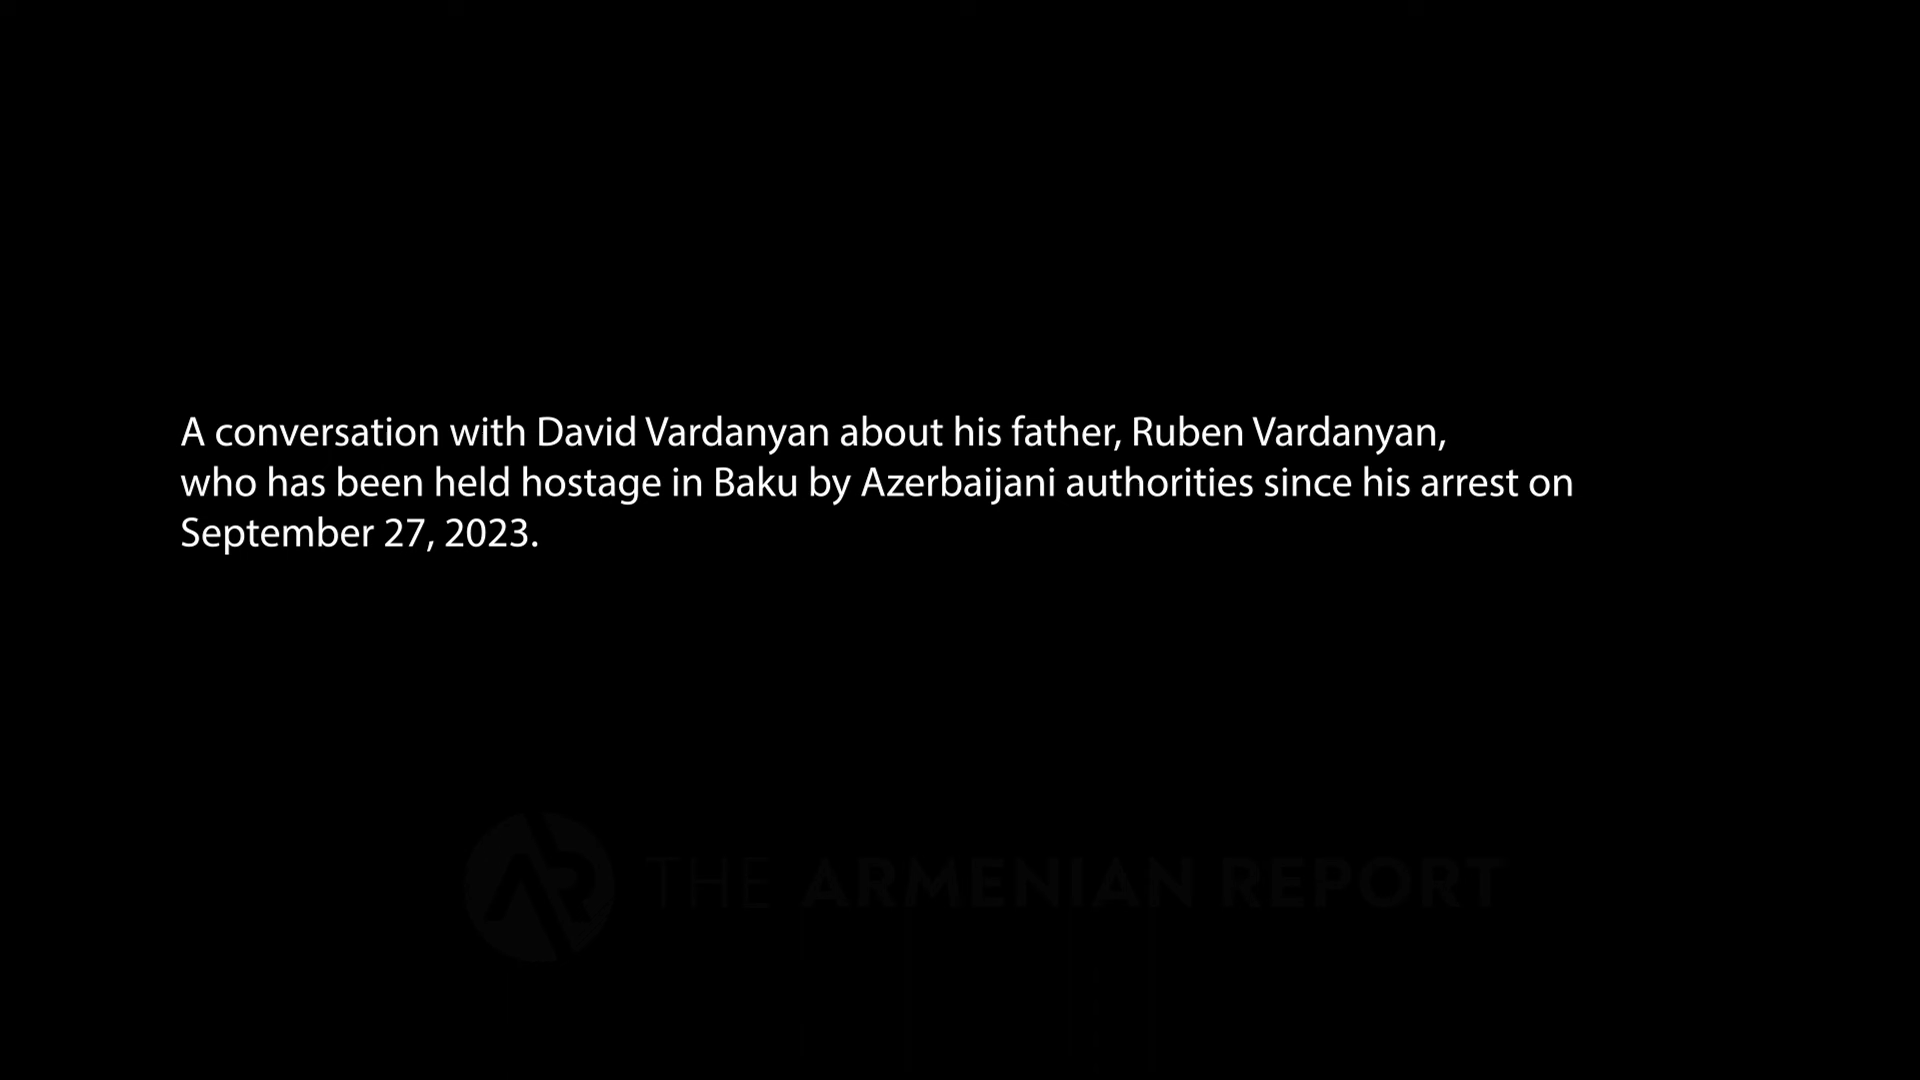 A conversation with David Vardanyan about his father, Ruben Vardanyan,
who has been held hostage in Baku by Azerbaijani authorities since his arrest on
September 27, 2023.
AR THE ARMENIAN REPORT